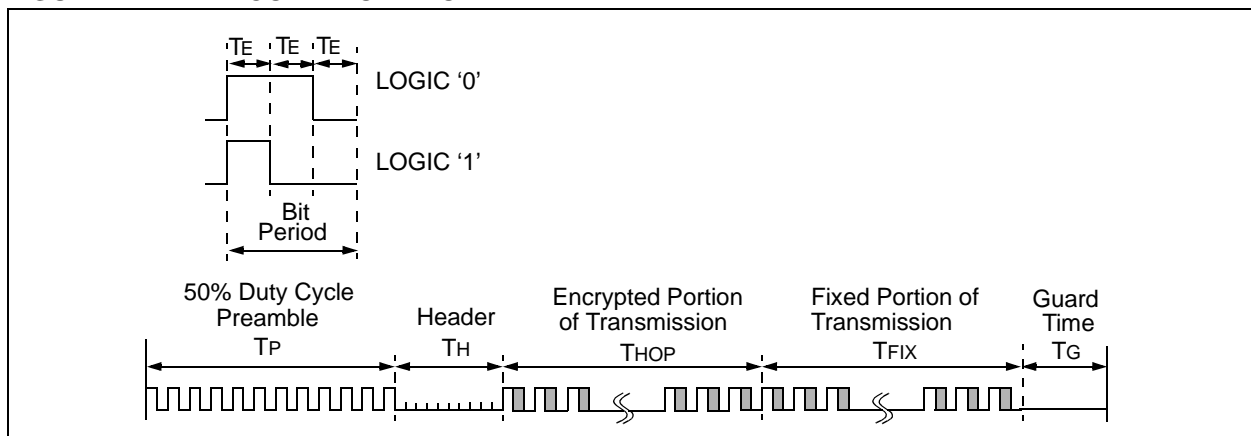 TE TE TE
LOGIC ‘0’
LOGIC ‘1’
Bit
Period
50% Duty Cycle
Preamble
TP
Header
TH
Encrypted Portion
of Transmission
THOP
Fixed Portion of
Transmission
TFIX
Guard
Time
TG